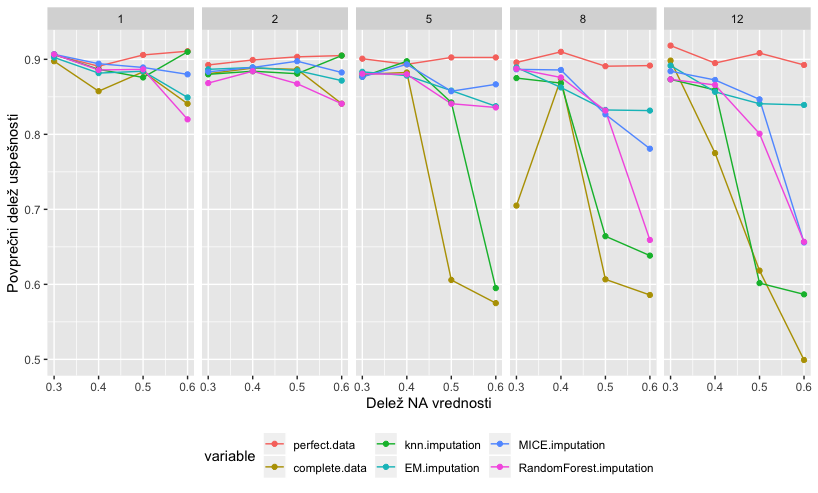 1 2 5 8 12
Povprečni delež uspešnosti
0.9
0.8
0.7
0.6
0.5
0.3 0.4 0.5 0.6 0.3 0.4 0.5 0.6 0.3 0.4 0.5 0.6 0.3 0.4 0.5 0.6 0.3 0.4 0.5 0.6
Delež NA vrednosti
variable
perfect.data knn.imputation MICE.imputation
complete.data EM.imputation RandomForest.imputation